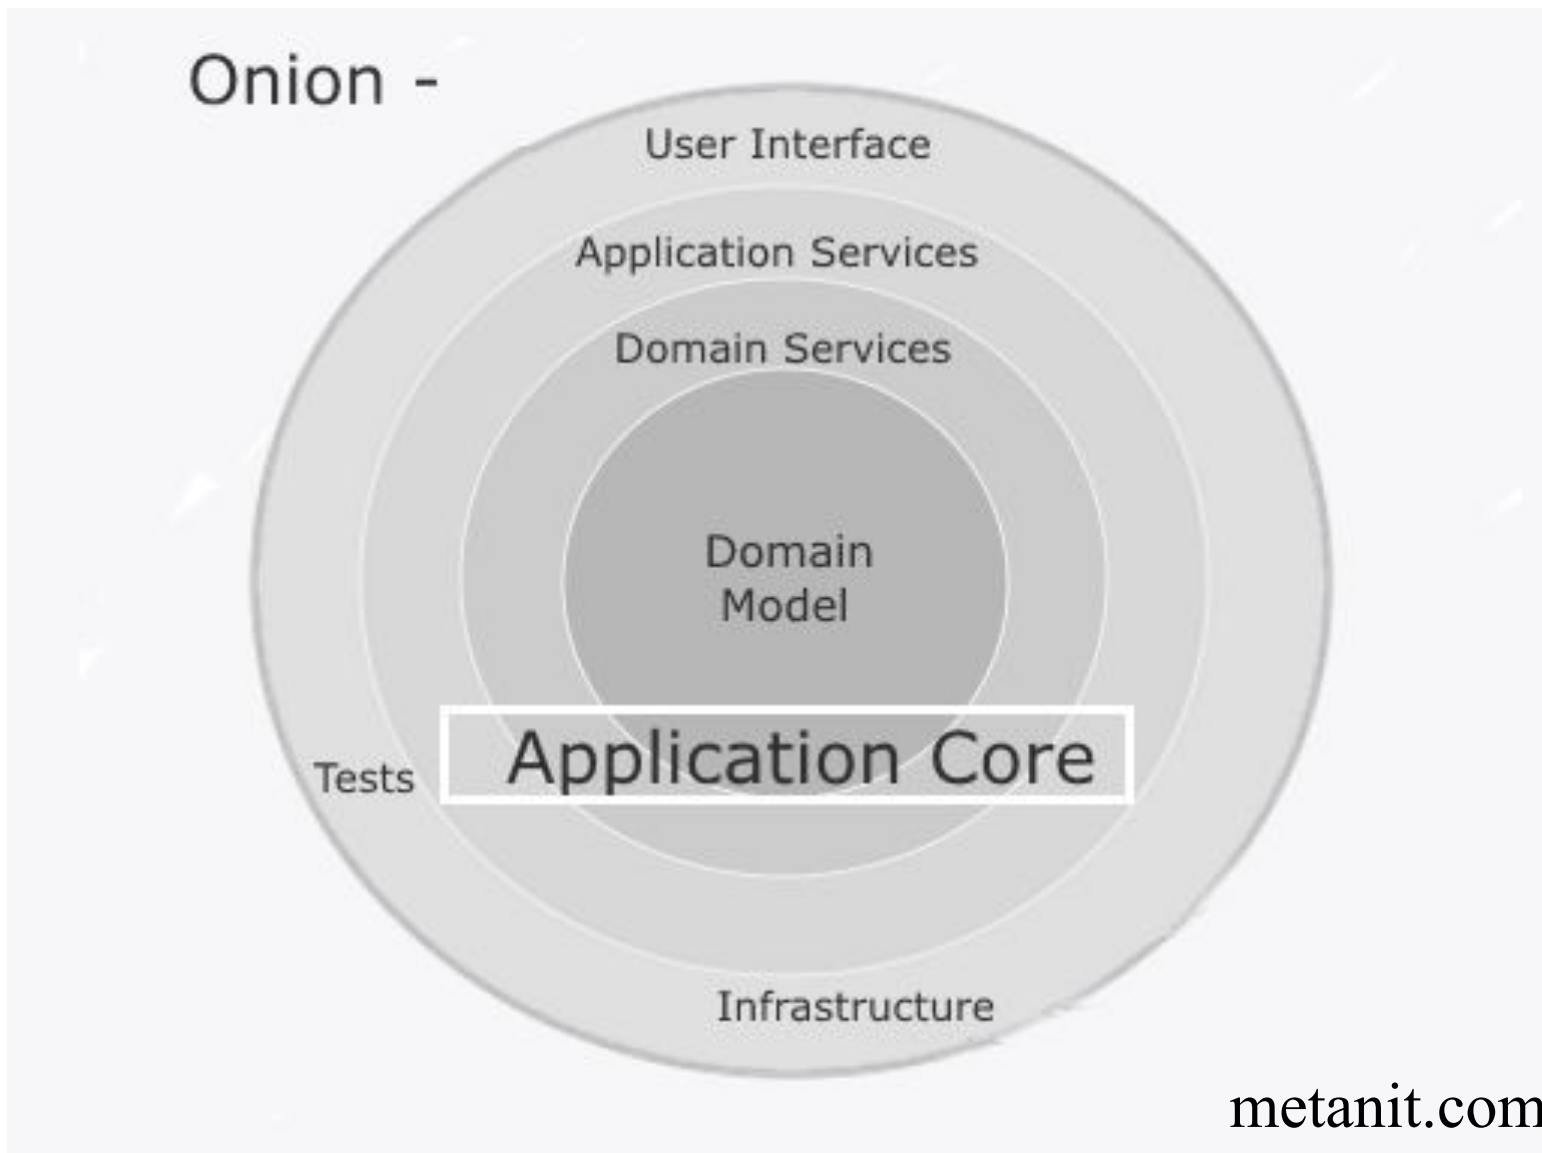 Onion -
User Interface
Application Services
Domain Services
Domain
Model
Application Core
Tests
Infrastructure
metanit.com